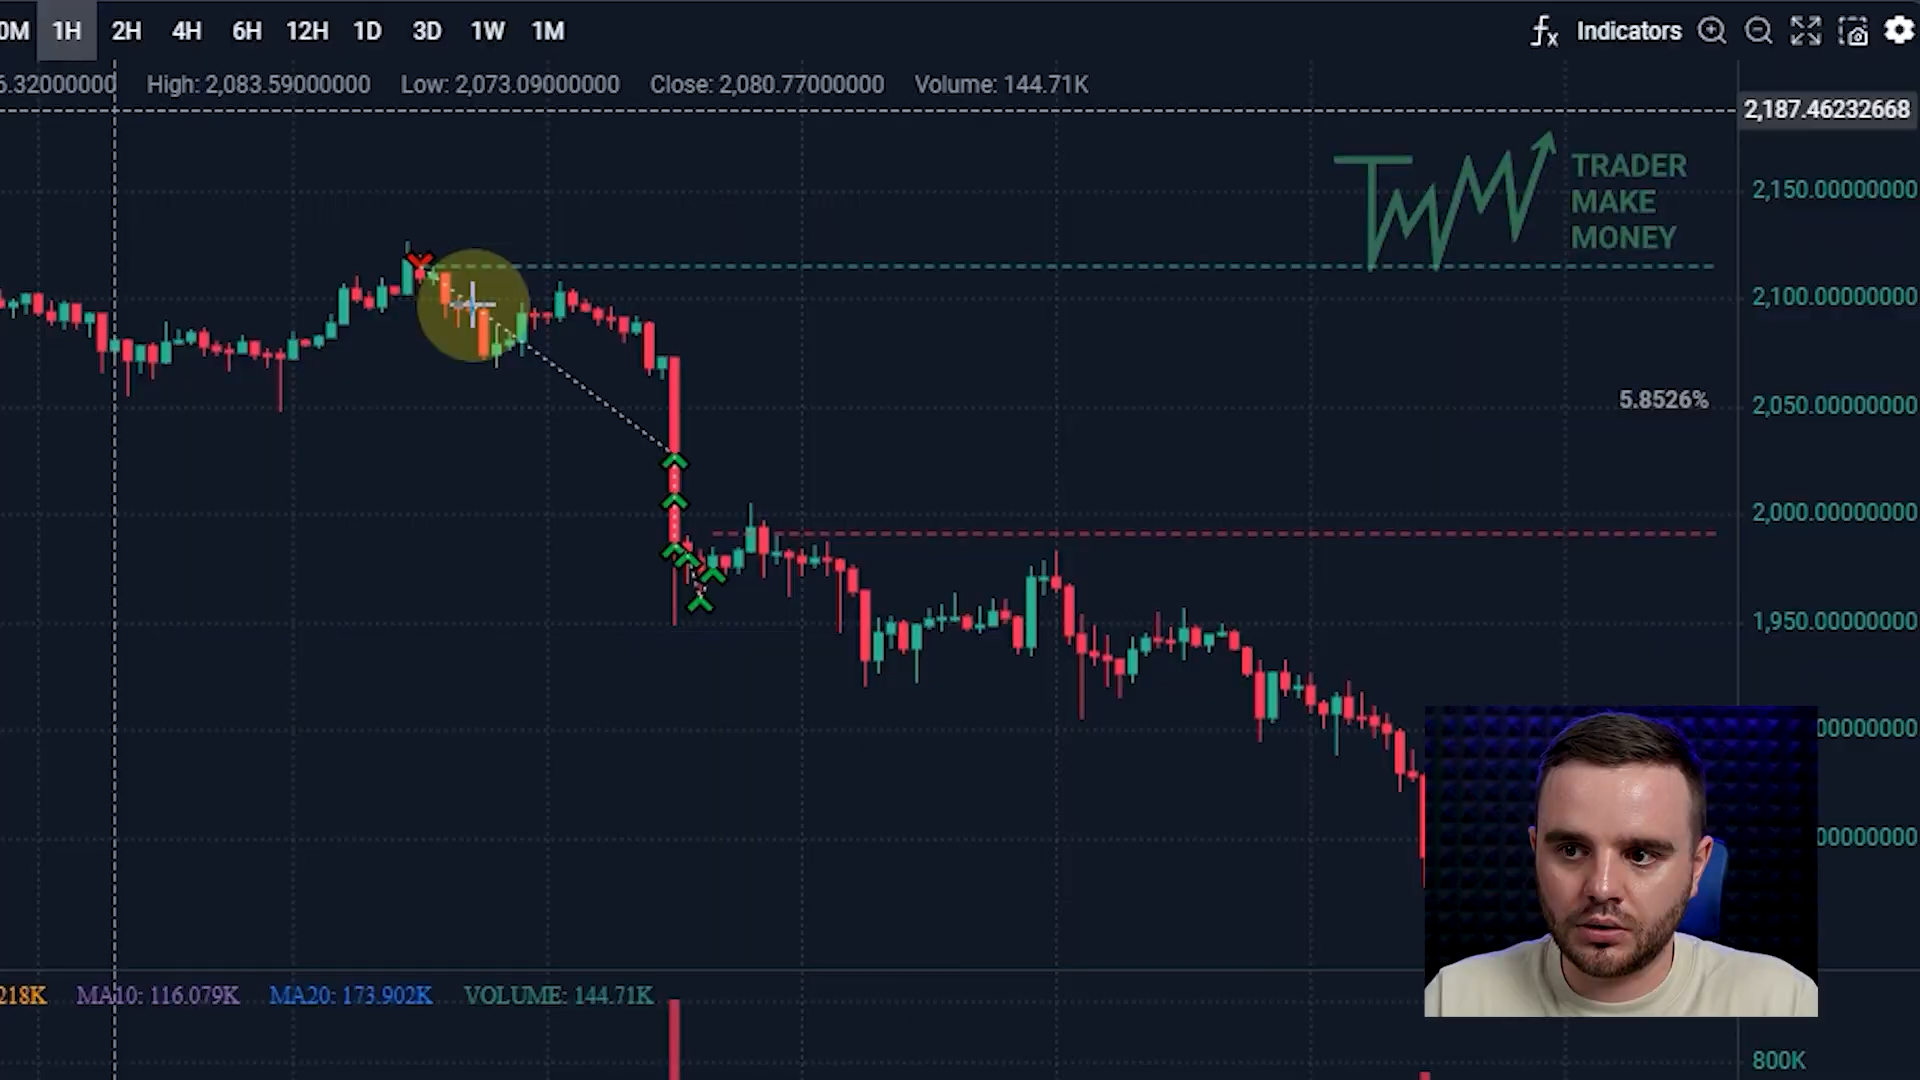 0M 1H 2H 4H 6H 12H 1D 3D 1W 1M Indicators
6.32000000 High: 2,083.59000000 Low: 2,073.09000000 Close: 2,080.77000000 Volume: 144.71K
2,187.46232668
TRADER
MAKE
MONEY
2,150.00000000
2,100.00000000
5.8526%
2,050.00000000
2,000.00000000
1,950.00000000
00000000
00000000
218K MA10: 116.079K MA20: 173.902K VOLUME: 144.71K
800K